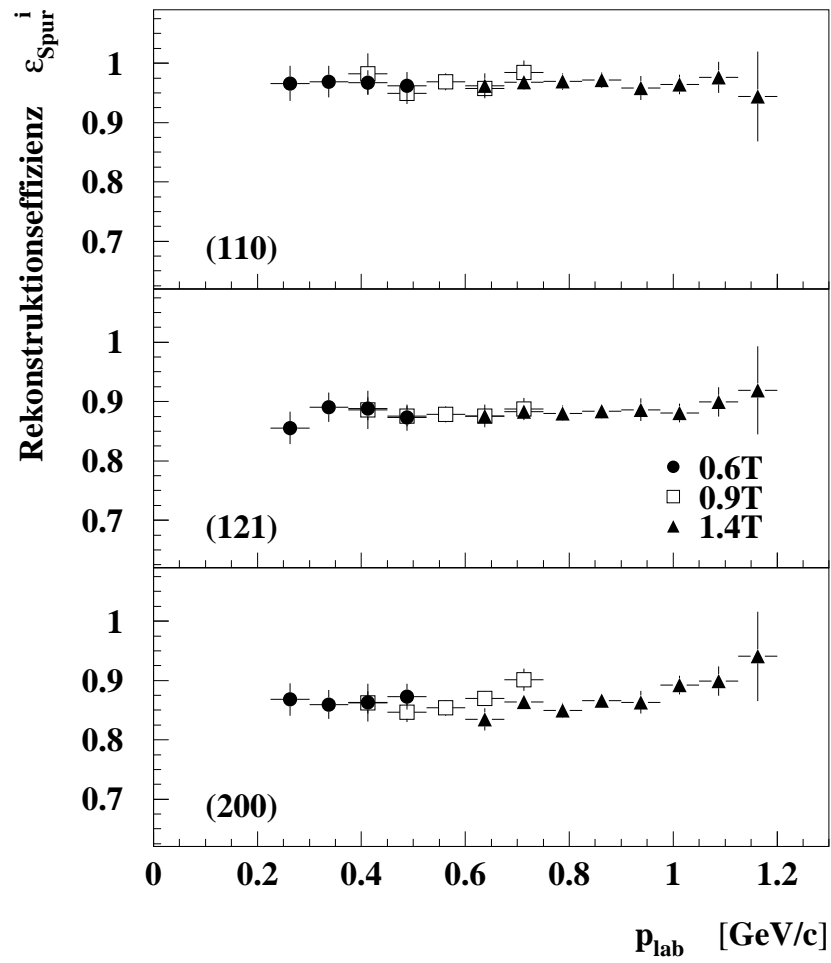 Rekonstruktionseffizienz ε_Spur^i
1
0.9
0.8
0.7
(110)
1
0.9
0.8
0.7
(121)
0.6T
0.9T
1.4T
1
0.9
0.8
0.7
(200)
0 0.2 0.4 0.6 0.8 1 1.2
p_lab [GeV/c]